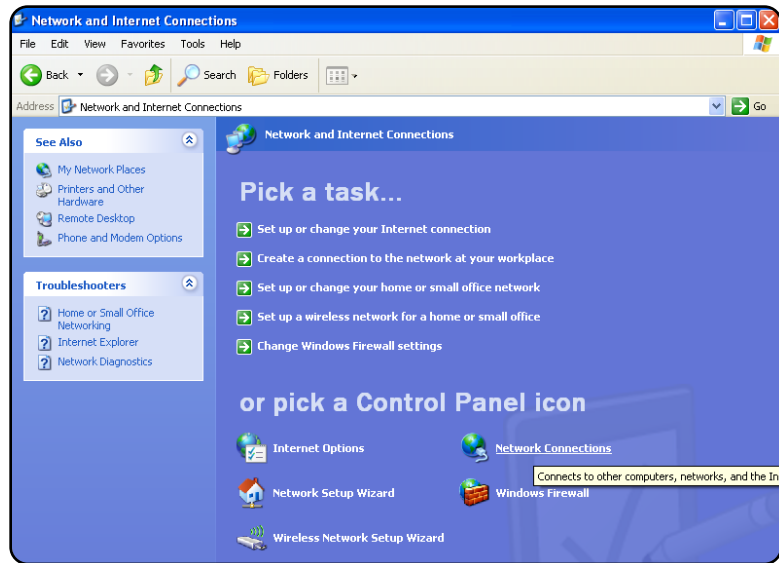 Network and Internet Connections
File Edit View Favorites Tools Help
Back Search Folders
Address Network and Internet Connections Go
See Also
My Network Places
Printers and Other
Hardware
Remote Desktop
Phone and Modem Options
Troubleshooters
Home or Small Office
Networking
Internet Explorer
Network Diagnostics
Network and Internet Connections
Pick a task...
Set up or change your Internet connection
Create a connection to the network at your workplace
Set up or change your home or small office network
Set up a wireless network for a home or small office
Change Windows Firewall settings
or pick a Control Panel icon
Internet Options Network Connections
Connects to other computers, networks, and the In
Network Setup Wizard Windows Firewall
Wireless Network Setup Wizard